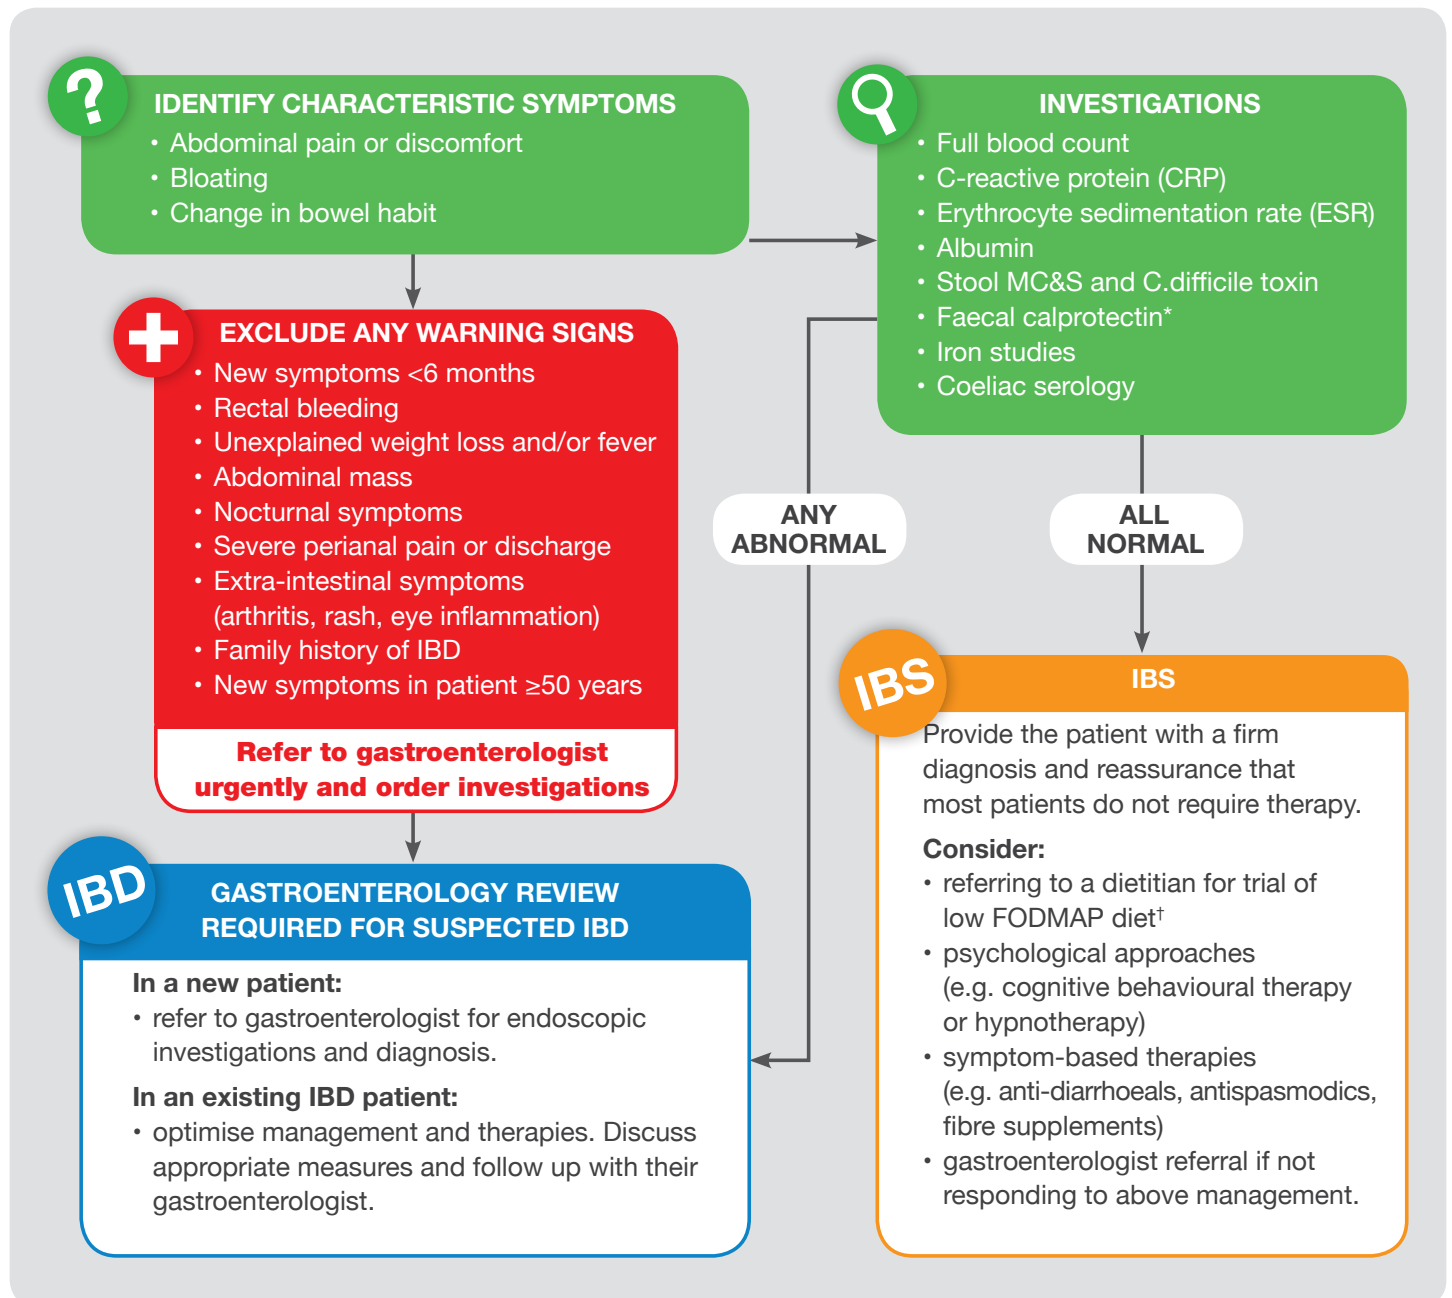 ?
IDENTIFY CHARACTERISTIC SYMPTOMS
• Abdominal pain or discomfort
• Bloating
• Change in bowel habit
INVESTIGATIONS
• Full blood count
• C-reactive protein (CRP)
• Erythrocyte sedimentation rate (ESR)
• Albumin
• Stool MC&S and C.difficile toxin
• Faecal calprotectin*
• Iron studies
• Coeliac serology
EXCLUDE ANY WARNING SIGNS
• New symptoms <6 months
• Rectal bleeding
• Unexplained weight loss and/or fever
• Abdominal mass
• Nocturnal symptoms
• Severe perianal pain or discharge
• Extra-intestinal symptoms
(arthritis, rash, eye inflammation)
• Family history of IBD
• New symptoms in patient ≥50 years
Refer to gastroenterologist
urgently and order investigations
ANY
ABNORMAL
ALL
NORMAL
IBD
GASTROENTEROLOGY REVIEW
REQUIRED FOR SUSPECTED IBD
In a new patient:
• refer to gastroenterologist for endoscopic
investigations and diagnosis.
In an existing IBD patient:
• optimise management and therapies. Discuss
appropriate measures and follow up with their
gastroenterologist.
IBS
IBS
Provide the patient with a firm
diagnosis and reassurance that
most patients do not require therapy.
Consider:
• referring to a dietitian for trial of
low FODMAP diet†
• psychological approaches
(e.g. cognitive behavioural therapy
or hypnotherapy)
• symptom-based therapies
(e.g. anti-diarrhoeals, antispasmodics,
fibre supplements)
• gastroenterologist referral if not
responding to above management.